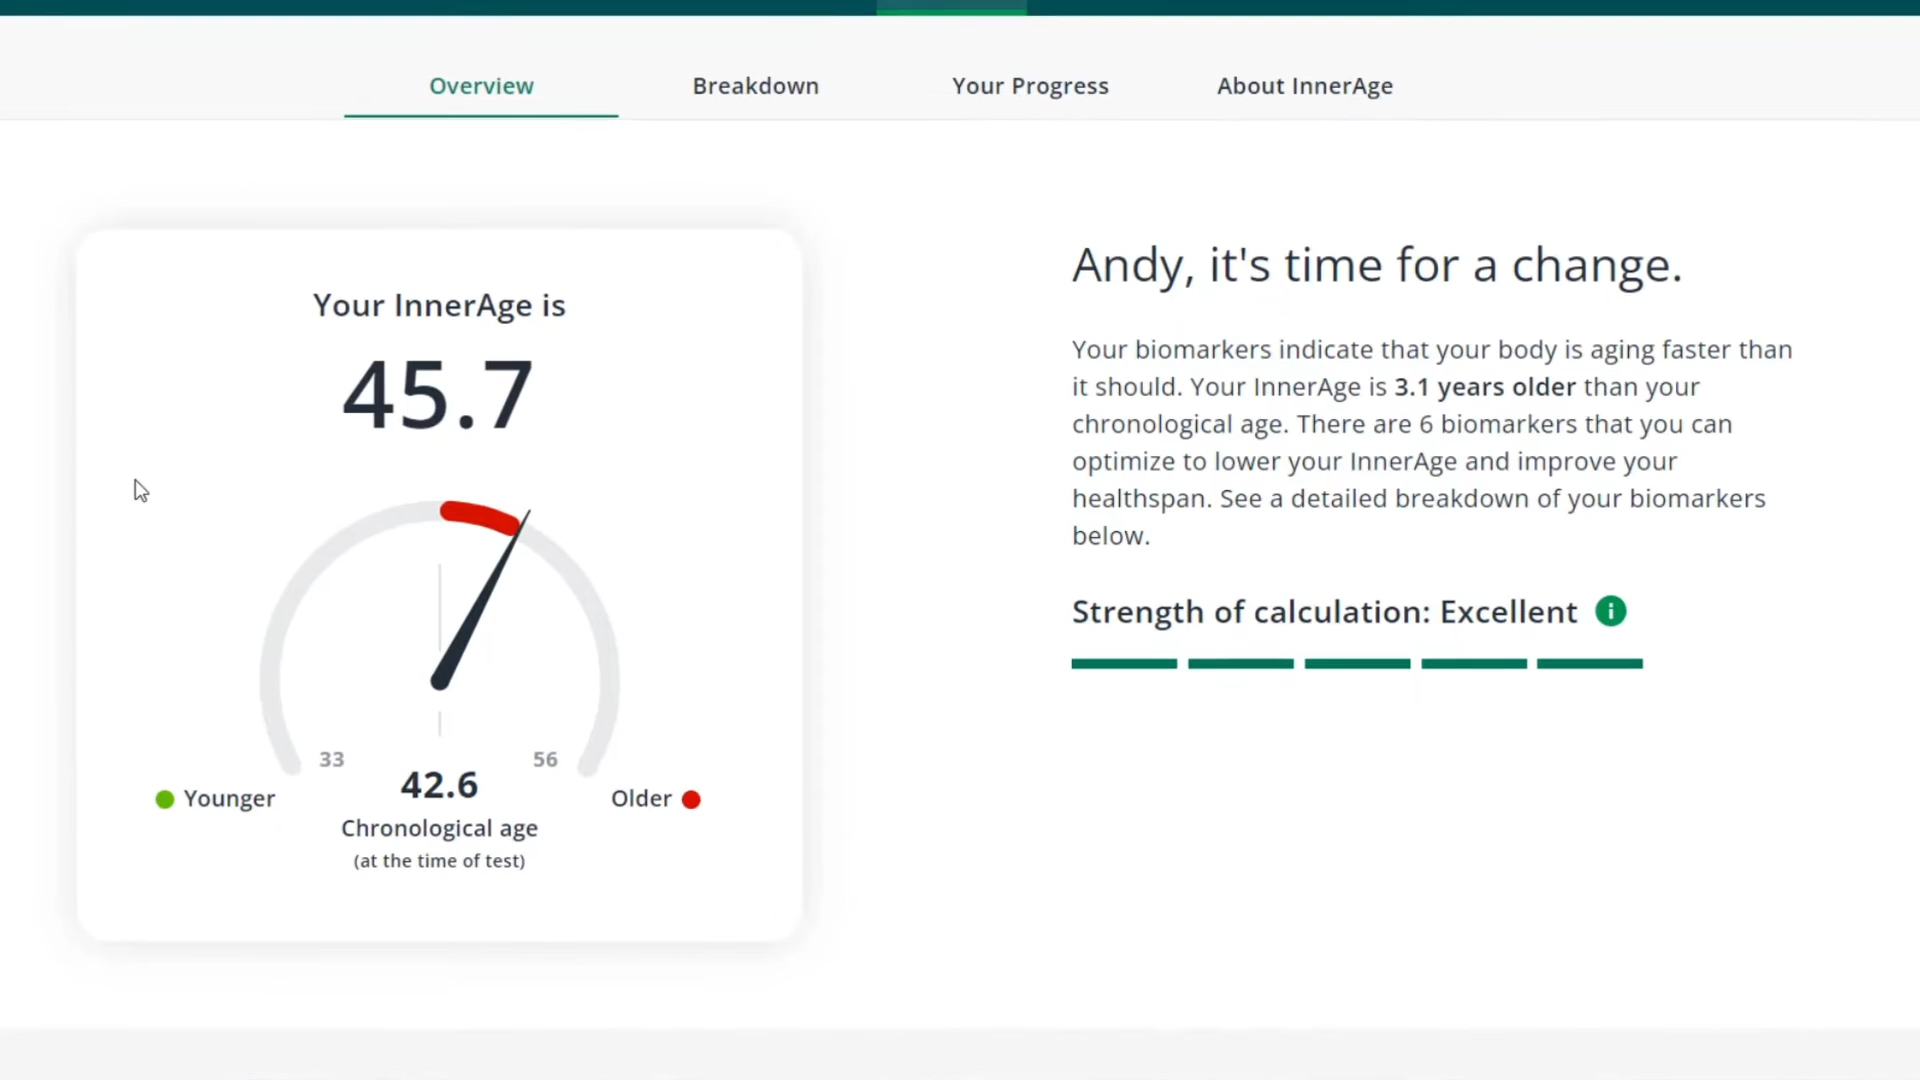 Overview
Breakdown
Your Progress
About InnerAge
Your InnerAge is
45.7
33
56
42.6
Younger
Older
Chronological age
(at the time of test)
Andy, it's time for a change.
Your biomarkers indicate that your body is aging faster than
it should. Your InnerAge is 3.1 years older than your
chronological age. There are 6 biomarkers that you can
optimize to lower your InnerAge and improve your
healthspan. See a detailed breakdown of your biomarkers
below.
Strength of calculation: Excellent i